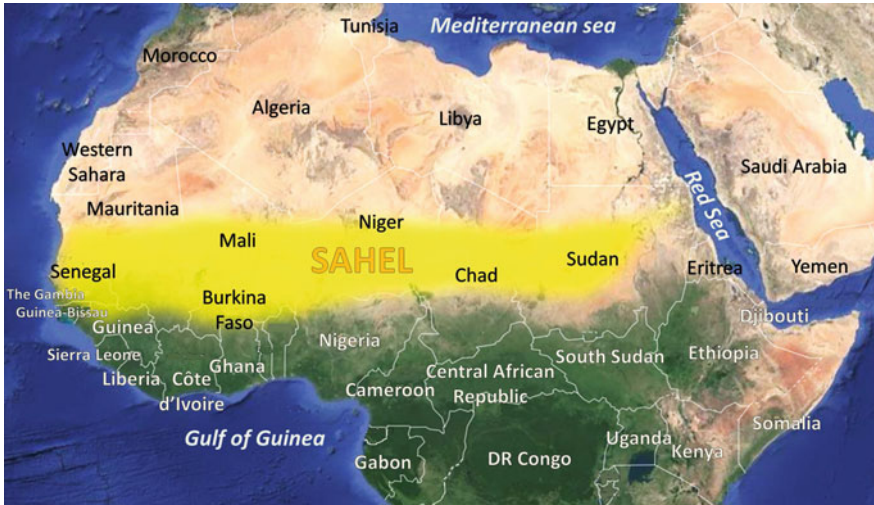 Mediterranean sea
Tunisia
Morocco
Algeria
Libya
Egypt
Western
Sahara
Saudi Arabia
Red Sea
Mauritania
Niger
Mali
SAHEL
Sudan
Senegal
Chad
Eritrea
Yemen
The Gambia
Guinea-Bissau
Burkina
Faso
Djibouti
Guinea
Nigeria
Sierra Leone
South Sudan
Ethiopia
Ghana
Liberia
Côte
d'Ivoire
Cameroon
Central African
Republic
Somalia
Gulf of Guinea
Uganda
Kenya
Gabon
DR Congo